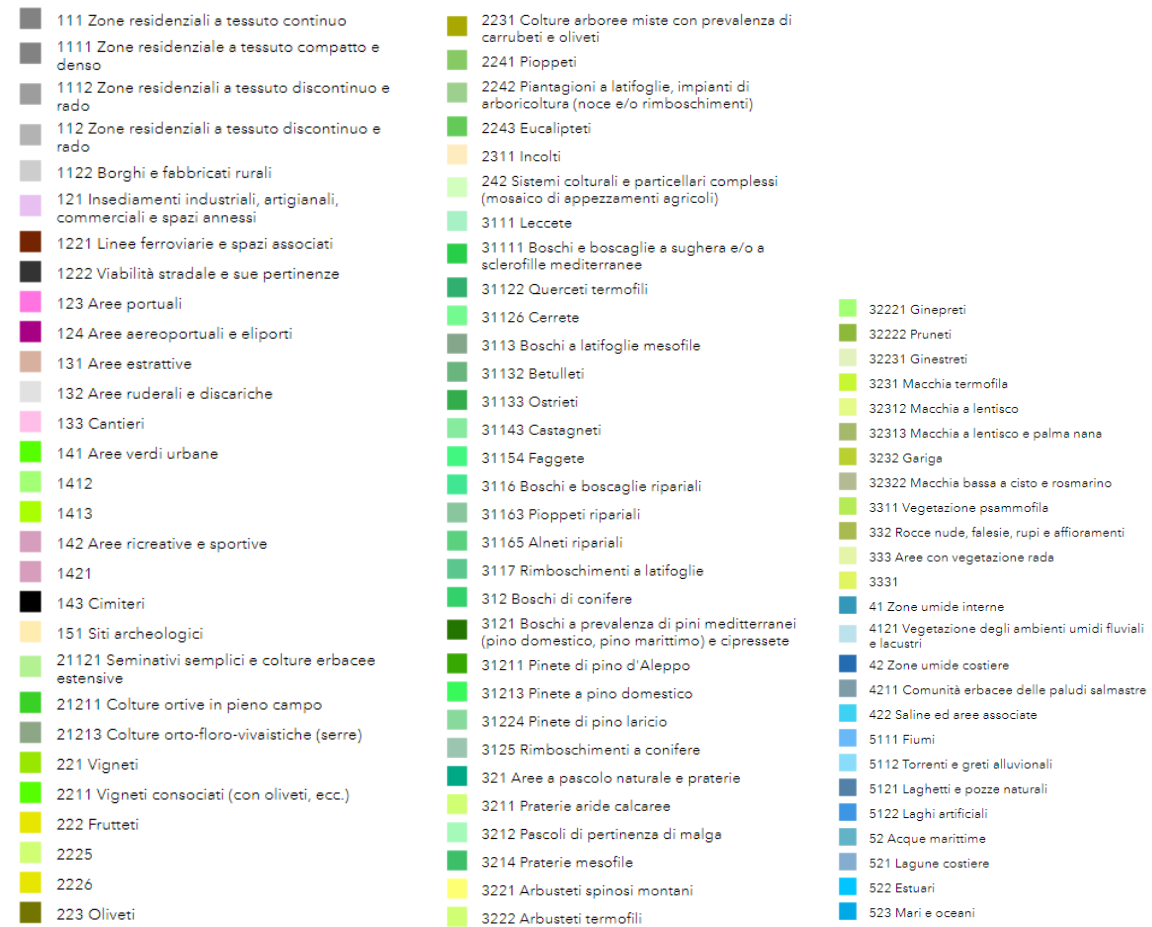 111 Zone residenziali a tessuto continuo
1111 Zone residenziale a tessuto compatto e
denso
1112 Zone residenziali a tessuto discontinuo e
rado
112 Zone residenziali a tessuto discontinuo e
rado
1122 Borghi e fabbricati rurali
121 Insediamenti industriali, artigianali,
commerciali e spazi annessi
1221 Linee ferroviarie e spazi associati
1222 Viabilità stradale e sue pertinenze
123 Aree portuali
124 Aree aereoportuali e eliporti
131 Aree estrattive
132 Aree ruderali e discariche
133 Cantieri
141 Aree verdi urbane
1412
1413
142 Aree ricreative e sportive
1421
143 Cimiteri
151 Siti archeologici
21121 Seminativi semplici e colture erbacee
estensive
21211 Colture ortive in pieno campo
21213 Colture orto-floro-vivaistiche (serre)
221 Vigneti
2211 Vigneti consociati (con oliveti, ecc.)
222 Frutteti
2225
2226
223 Oliveti
2231 Colture arboree miste con prevalenza di
carrubeti e oliveti
2241 Pioppeti
2242 Piantagioni a latifoglie, impianti di
arboricoltura (noce e/o rimboschimenti)
2243 Eucalipteti
2311 Incolti
242 Sistemi colturali e particellari complessi
(mosaico di appezzamenti agricoli)
3111 Leccete
31111 Boschi e boscaglie a sughera e/o a
sclerofille mediterranee
31122 Querceti termofili
31126 Cerrete
3113 Boschi a latifoglie mesofile
31132 Betulleti
31133 Ostrieti
31143 Castagneti
31154 Faggete
3116 Boschi e boscaglie ripariali
31163 Pioppeti ripariali
31165 Alneti ripariali
3117 Rimboschimenti a latifoglie
312 Boschi di conifere
3121 Boschi a prevalenza di pini meditterranei
(pino domestico, pino marittimo) e cipressete
31211 Pinete di pino d'Aleppo
31213 Pinete a pino domestico
31224 Pinete di pino laricio
3125 Rimboschimenti a conifere
321 Aree a pascolo naturale e praterie
3211 Praterie aride calcaree
3212 Pascoli di pertinenza di malga
3214 Praterie mesofile
3221 Arbusteti spinosi montani
3222 Arbusteti termofili
32221 Ginepreti
32222 Pruneti
32231 Ginestreti
3231 Macchia termofila
32312 Macchia a lentisco
32313 Macchia a lentisco e palma nana
3232 Gariga
32322 Macchia bassa a cisto e rosmarino
3311 Vegetazione psammofila
332 Rocce nude, falesie, rupi e affioramenti
333 Aree con vegetazione rada
3331
41 Zone umide interne
4121 Vegetazione degli ambienti umidi fluviali
e lacustri
42 Zone umide costiere
4211 Comunità erbacee delle paludi salmastre
422 Saline ed aree associate
5111 Fiumi
5112 Torrenti e greti alluvionali
5121 Laghetti e pozze naturali
5122 Laghi artificiali
52 Acque marittime
521 Lagune costiere
522 Estuari
523 Mari e oceani